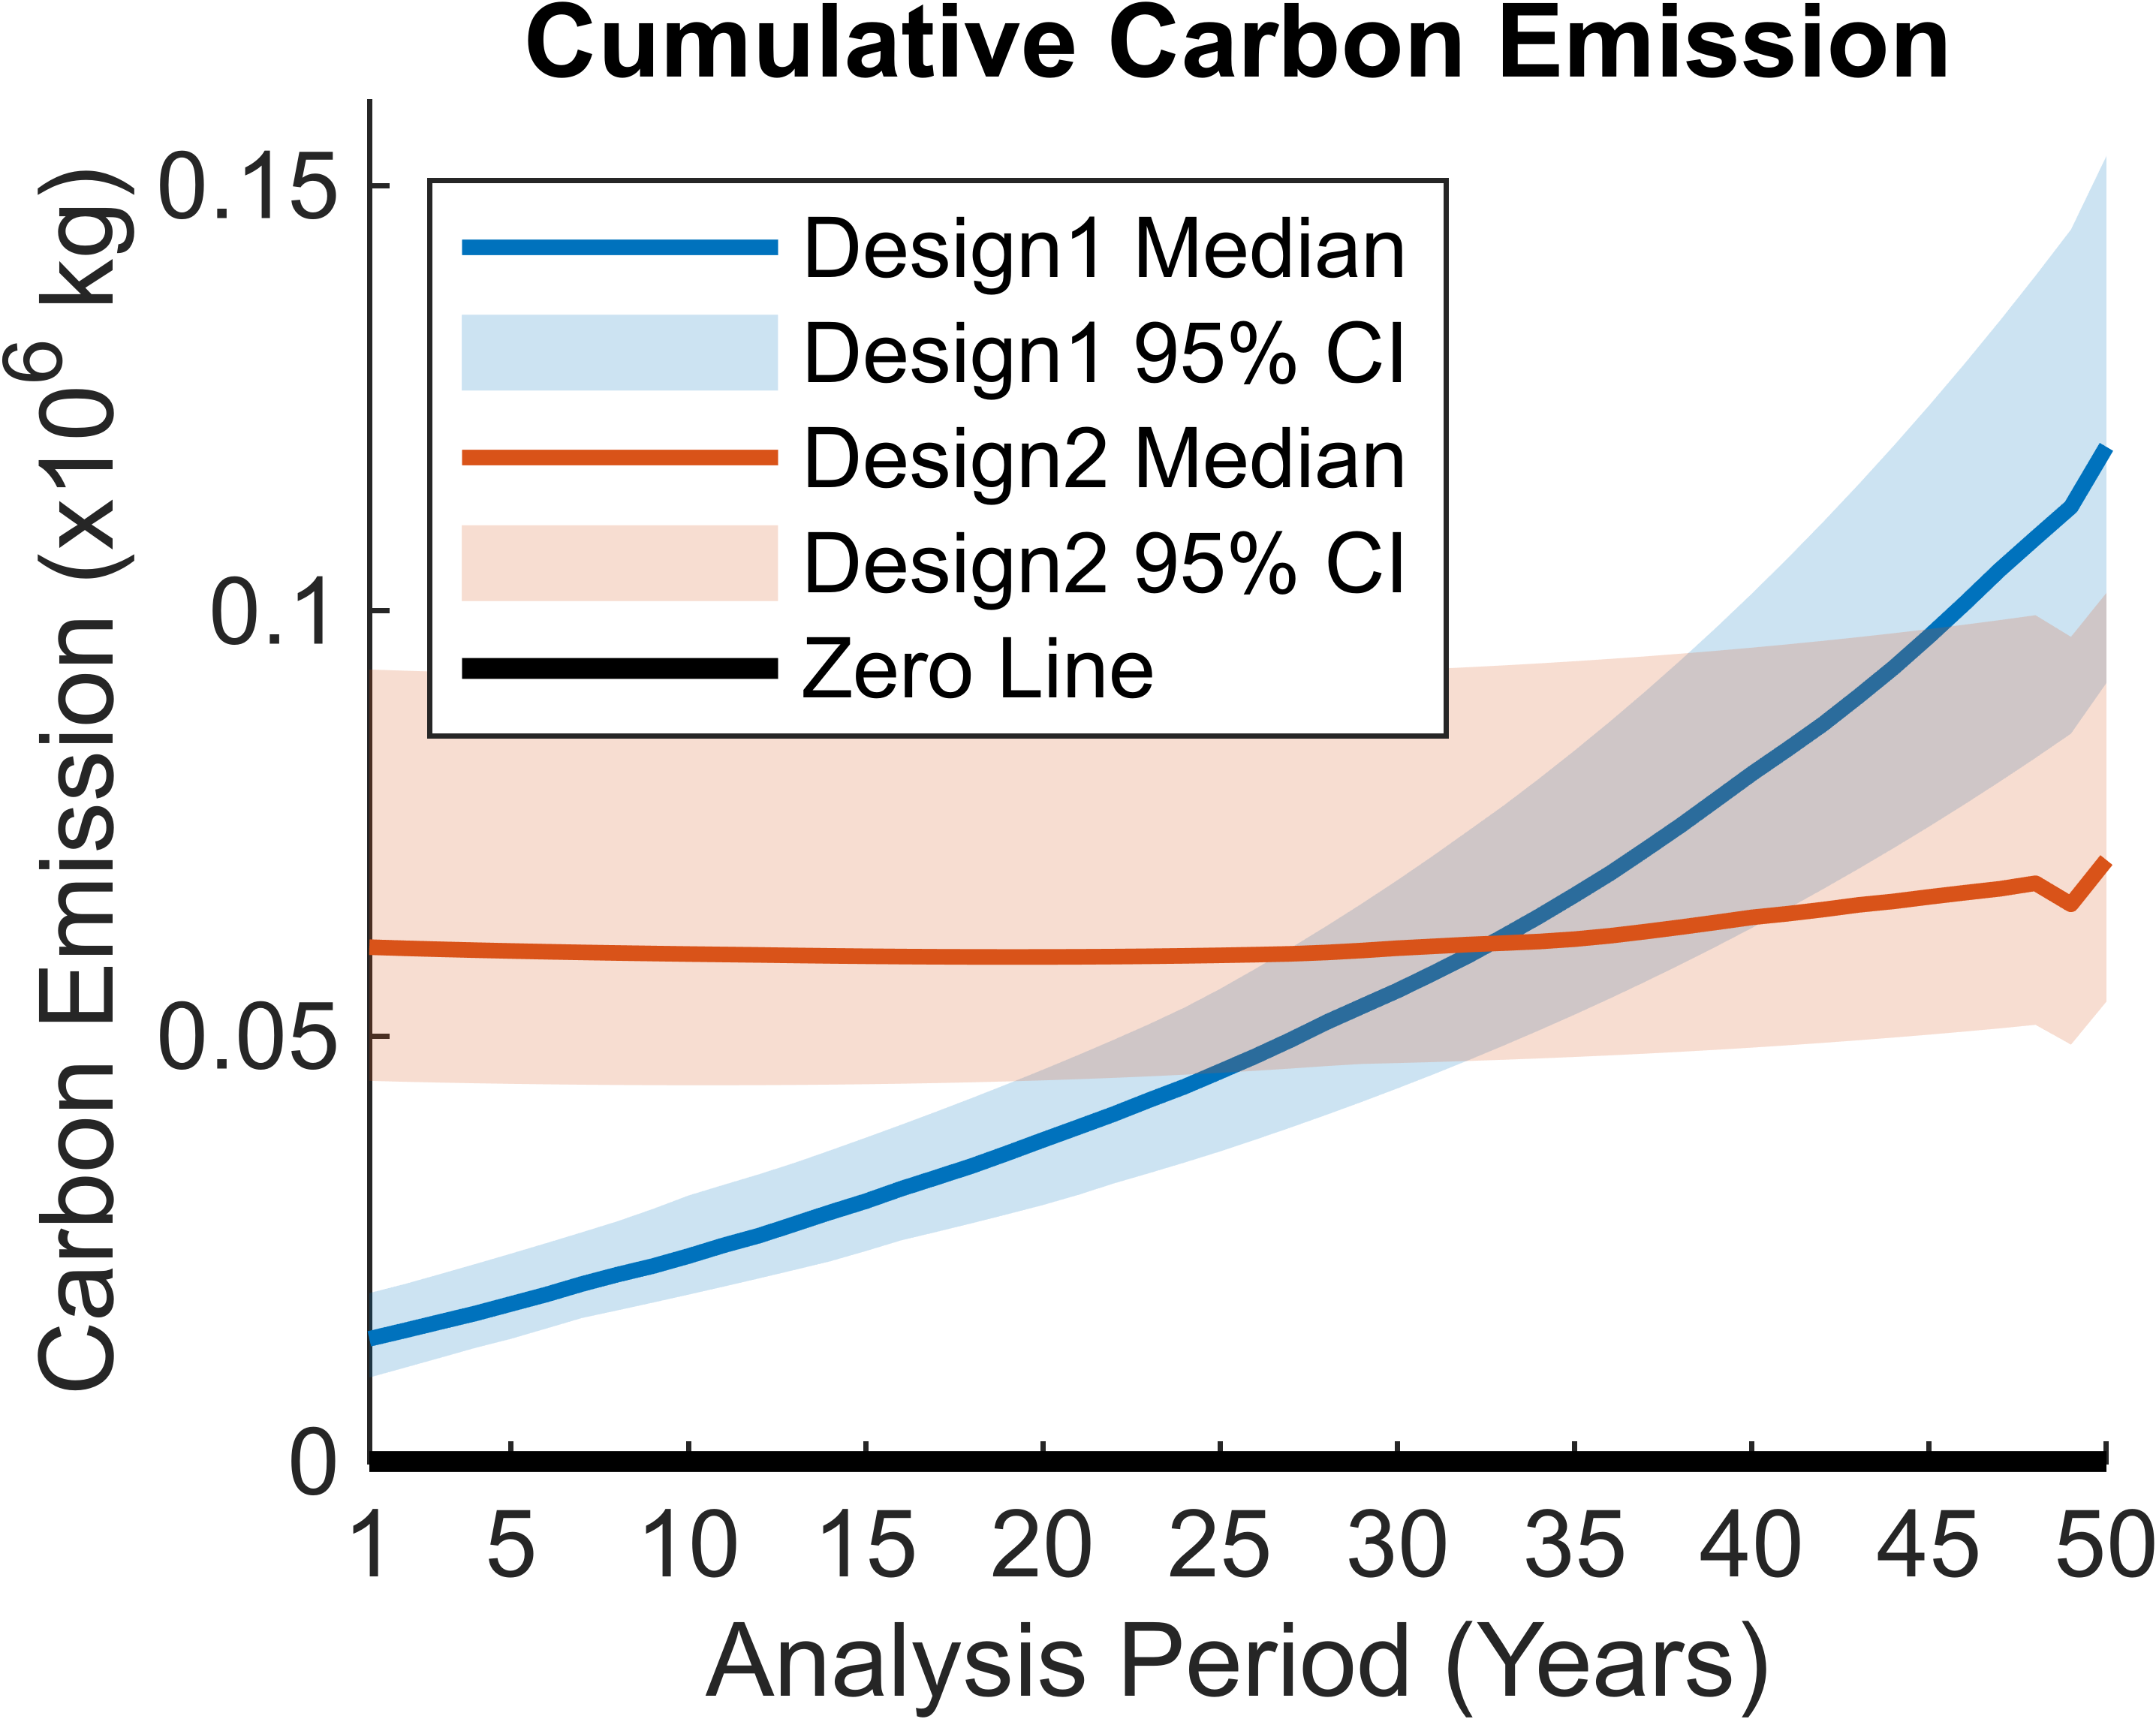 Cumulative Carbon Emission
Carbon Emission (x10⁶ kg)
0.15
0.1
0.05
0
Design1 Median
Design1 95% CI
Design2 Median
Design2 95% CI
Zero Line
1 5 10 15 20 25 30 35 40 45 50
Analysis Period (Years)